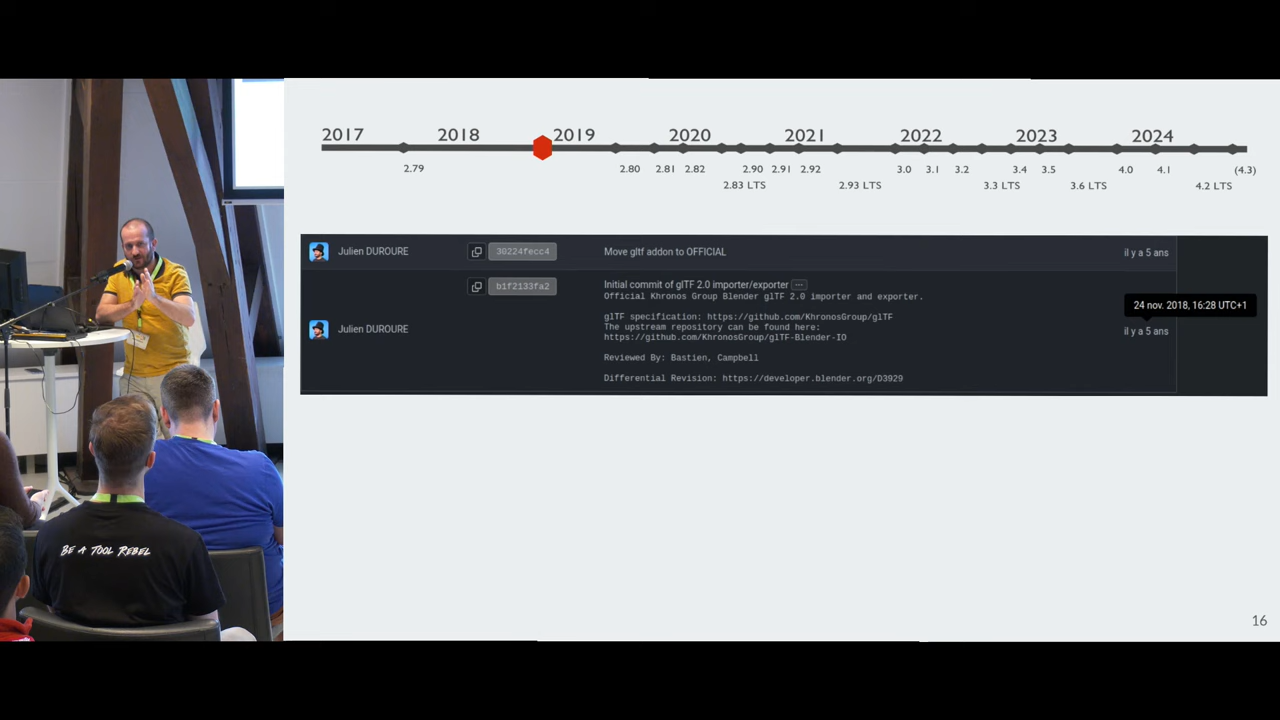 2017 2018 2019 2020 2021 2022 2023 2024
2.79 2.80 2.81 2.82 2.90 2.91 2.92 3.0 3.1 3.2 3.4 3.5 4.0 4.1 (4.3)
2.83 LTS 2.93 LTS 3.3 LTS 3.6 LTS 4.2 LTS
Julien DUROURE 30224fecc4 Move gltf addon to OFFICIAL il y a 5 ans
b1f2133fa2 Initial commit of glTF 2.0 importer/exporter ...
Official Khronos Group Blender glTF 2.0 importer and exporter.
24 nov. 2018, 16:28 UTC+1
glTF specification: https://github.com/KhronosGroup/glTF
Julien DUROURE The upstream repository can be found here: il y a 5 ans
https://github.com/KhronosGroup/glTF-Blender-IO
Reviewed By: Bastien, Campbell
Differential Revision: https://developer.blender.org/D3929
BE A TOOL REBEL
16